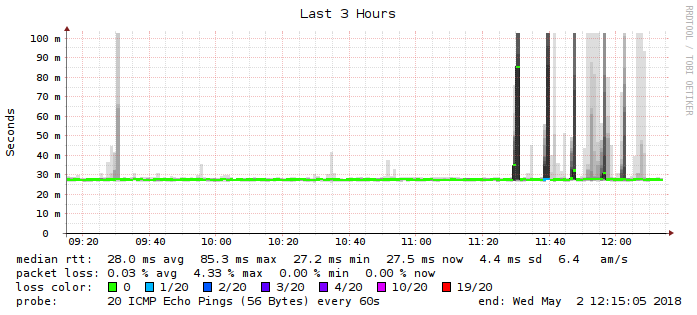 Last 3 Hours
RRDTOOL / TOBI OETIKER
Seconds
100 m
90 m
80 m
70 m
60 m
50 m
40 m
30 m
20 m
10 m
0
09:20 09:40 10:00 10:20 10:40 11:00 11:20 11:40 12:00
median rtt: 28.0 ms avg 85.3 ms max 27.2 ms min 27.5 ms now 4.4 ms sd 6.4 am/s
packet loss: 0.03 % avg 4.33 % max 0.00 % min 0.00 % now
loss color: 0 1/20 2/20 3/20 4/20 10/20 19/20
probe: 20 ICMP Echo Pings (56 Bytes) every 60s end: Wed May 2 12:15:05 2018